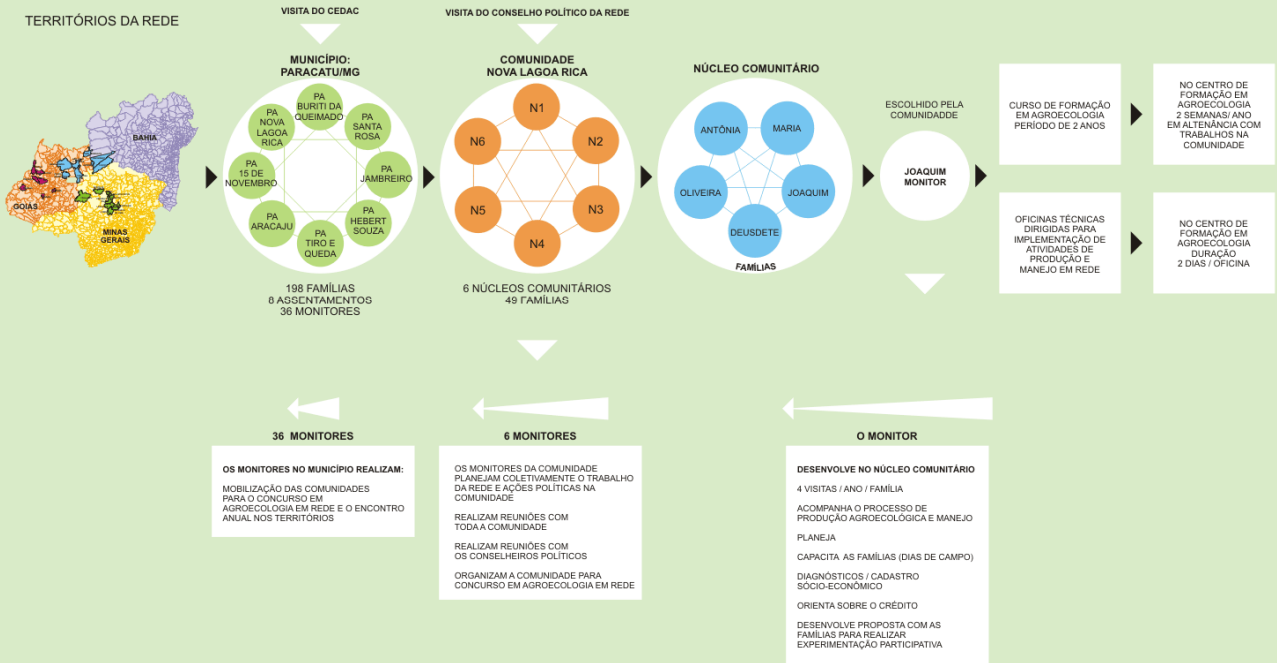 TERRITÓRIOS DA REDE
VISITA DO CEDAC
VISITA DO CONSELHO POLÍTICO DA REDE
BAHIA
GOIÁS
MINAS
GERAIS
MUNICÍPIO:
PARACATU/MG
PA
BURITI DA
QUEIMADO
PA
SANTA
ROSA
PA
JAMBREIRO
PA
HEBERT
SOUZA
PA
TIRO E
QUEDA
PA
ARACAJU
PA
15 DE
NOVEMBRO
PA
NOVA
LAGOA
RICA
198 FAMÍLIAS
8 ASSENTAMENTOS
36 MONITORES
COMUNIDADE
NOVA LAGOA RICA
N1
N2
N3
N4
N5
N6
6 NÚCLEOS COMUNITÁRIOS
49 FAMÍLIAS
NÚCLEO COMUNITÁRIO
ANTÔNIA
MARIA
OLIVEIRA
JOAQUIM
DEUSDETE
FAMÍLIAS
ESCOLHIDO PELA
COMUNIDADDE
JOAQUIM
MONITOR
CURSO DE FORMAÇÃO
EM AGROECOLOGIA
PERÍODO DE 2 ANOS
NO CENTRO DE
FORMAÇÃO EM
AGROECOLOGIA
2 SEMANAS/ ANO
EM ALTENÂNCIA COM
TRABALHOS NA
COMUNIDADE
OFICINAS TÉCNICAS
DIRIGIDAS PARA
IMPLEMENTAÇÃO DE
ATIVIDADES DE
PRODUÇÃO E
MANEJO EM REDE
NO CENTRO DE
FORMAÇÃO EM
AGROECOLOGIA
DURAÇÃO
2 DIAS / OFICINA
36 MONITORES
OS MONITORES NO MUNICÍPIO REALIZAM:
MOBILIZAÇÃO DAS COMUNIDADES
PARA O CONCURSO EM
AGROECOLOGIA EM REDE E O ENCONTRO
ANUAL NOS TERRITÓRIOS
6 MONITORES
OS MONITORES DA COMUNIDADE
PLANEJAM COLETIVAMENTE O TRABALHO
DA REDE E AÇÕES POLÍTICAS NA
COMUNIDADE
REALIZAM REUNIÕES COM
TODA A COMUNIDADE
REALIZAM REUNIÕES COM
OS CONSELHEIROS POLÍTICOS
ORGANIZAM A COMUNIDADE PARA
CONCURSO EM AGROECOLOGIA EM REDE
O MONITOR
DESENVOLVE NO NÚCLEO COMUNITÁRIO
4 VISITAS / ANO / FAMÍLIA
ACOMPANHA O PROCESSO DE
PRODUÇÃO AGROECOLÓGICA E MANEJO
PLANEJA
CAPACITA AS FAMÍLIAS (DIAS DE CAMPO)
DIAGNÓSTICOS / CADASTRO
SÓCIO-ECONÔMICO
ORIENTA SOBRE O CRÉDITO
DESENVOLVE PROPOSTA COM AS
FAMÍLIAS PARA REALIZAR
EXPERIMENTAÇÃO PARTICIPATIVA